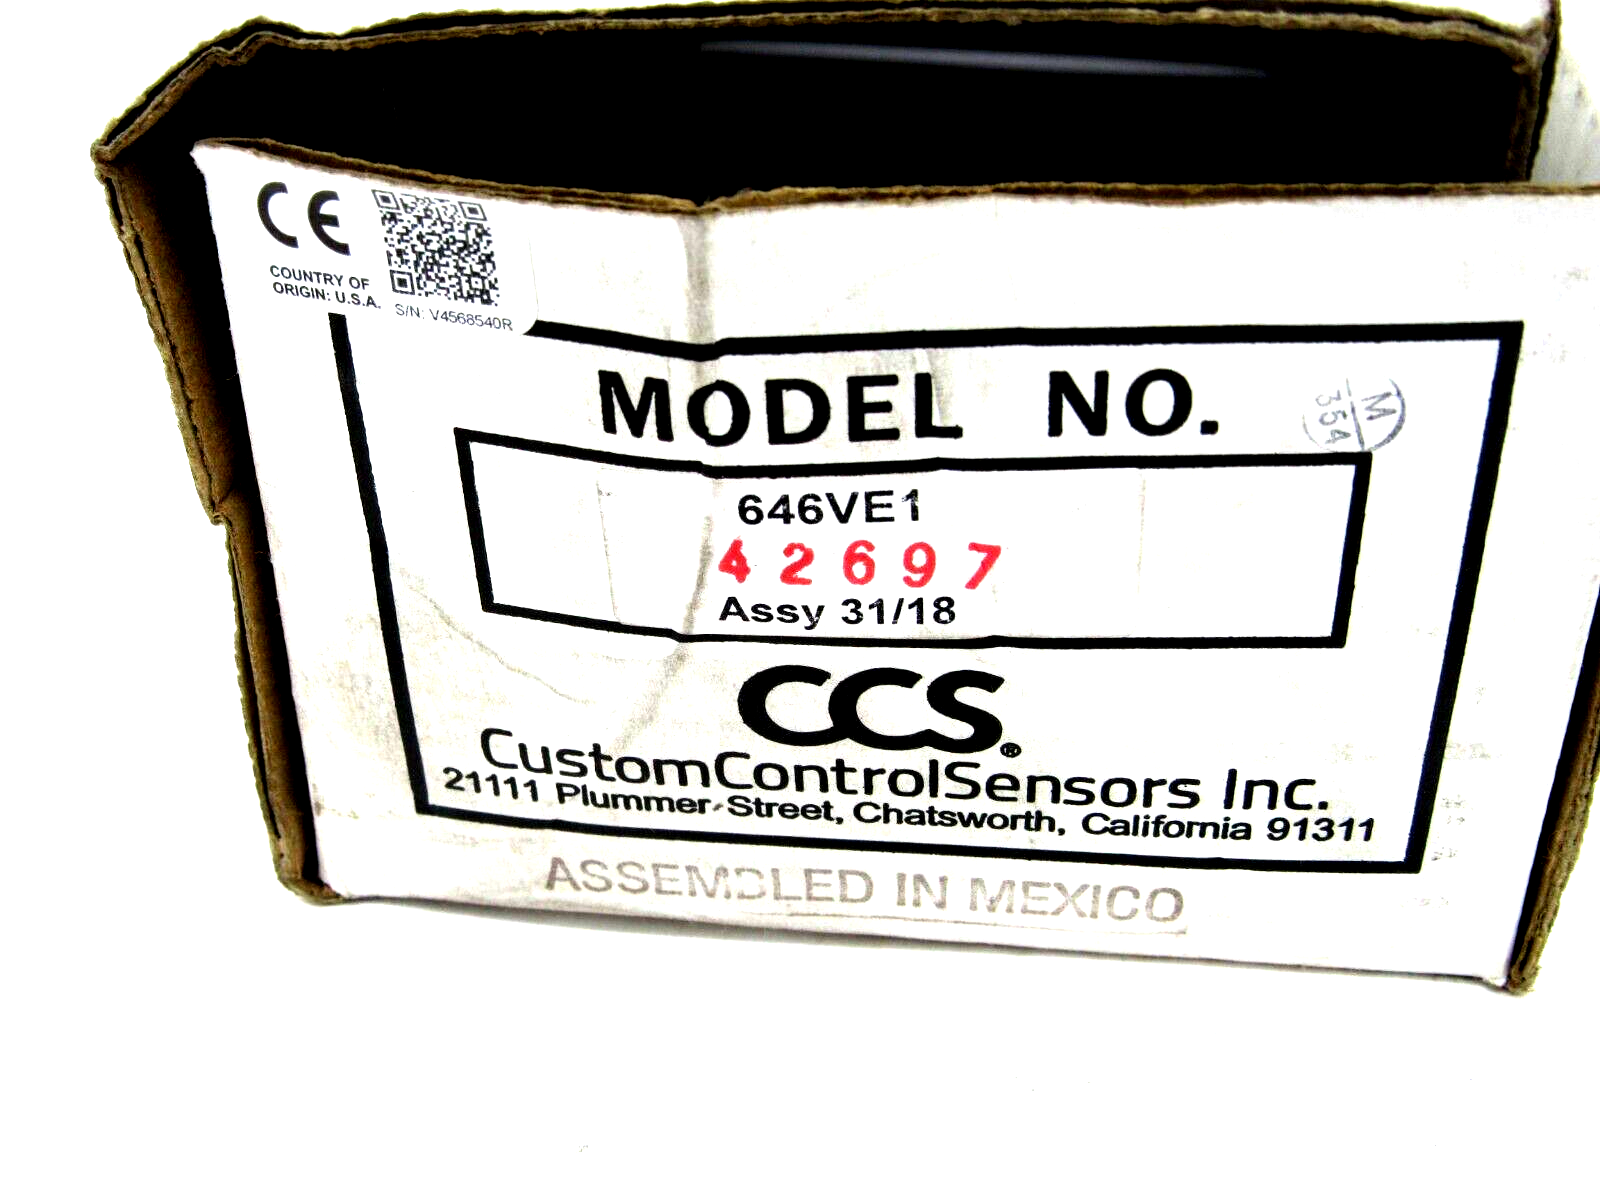 CE
COUNTRY OF
ORIGIN: U.S.A.
S/N: V4568540R
MODEL NO.
M
354
646VE1
42697
Assy 31/18
CCS®
CustomControlSensors Inc.
21111 Plummer Street, Chatsworth, California 91311
ASSEMBLED IN MEXICO